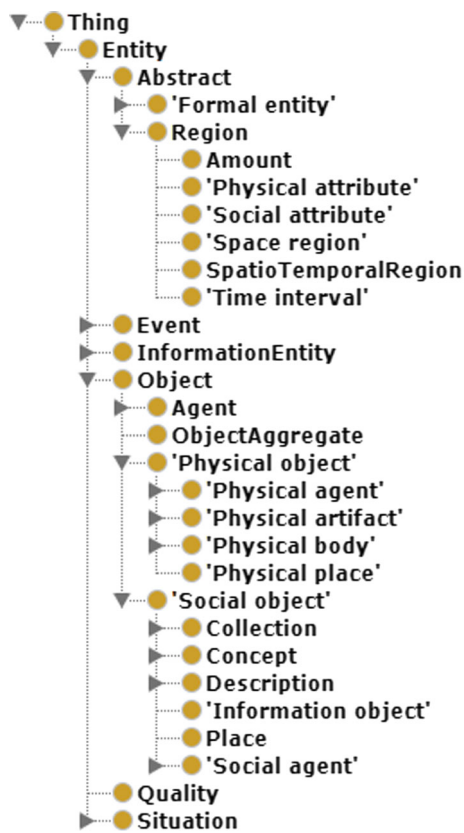 Thing
Entity
Abstract
'Formal entity'
Region
Amount
'Physical attribute'
'Social attribute'
'Space region'
SpatioTemporalRegion
'Time interval'
Event
InformationEntity
Object
Agent
ObjectAggregate
'Physical object'
'Physical agent'
'Physical artifact'
'Physical body'
'Physical place'
'Social object'
Collection
Concept
Description
'Information object'
Place
'Social agent'
Quality
Situation